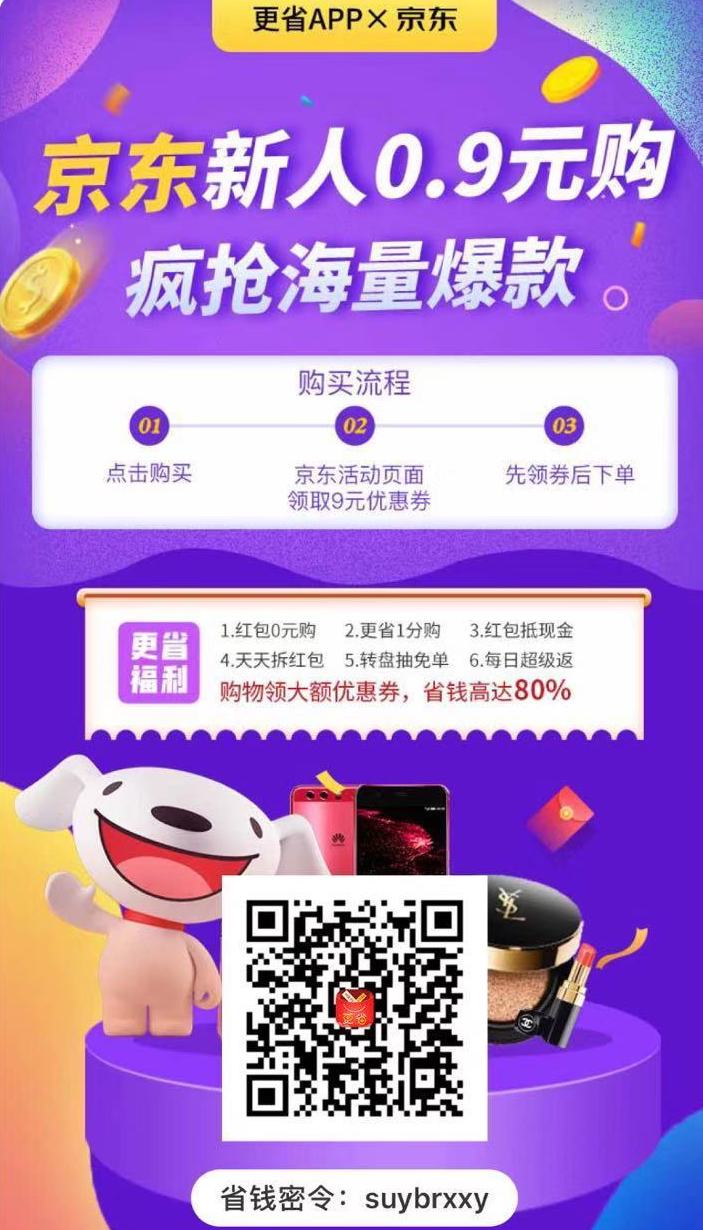 更省APP×京东
京东新人0.9元购
疯抢海量爆款
购买流程
01 02 03
点击购买
京东活动页面
领取9元优惠券
先领券后下单
更省
福利
1.红包0元购 2.更省1分购 3.红包抵现金
4.天天拆红包 5.转盘抽免单 6.每日超级返
购物领大额优惠券，省钱高达80%
YSL
更省
省钱密令：suybrxxy